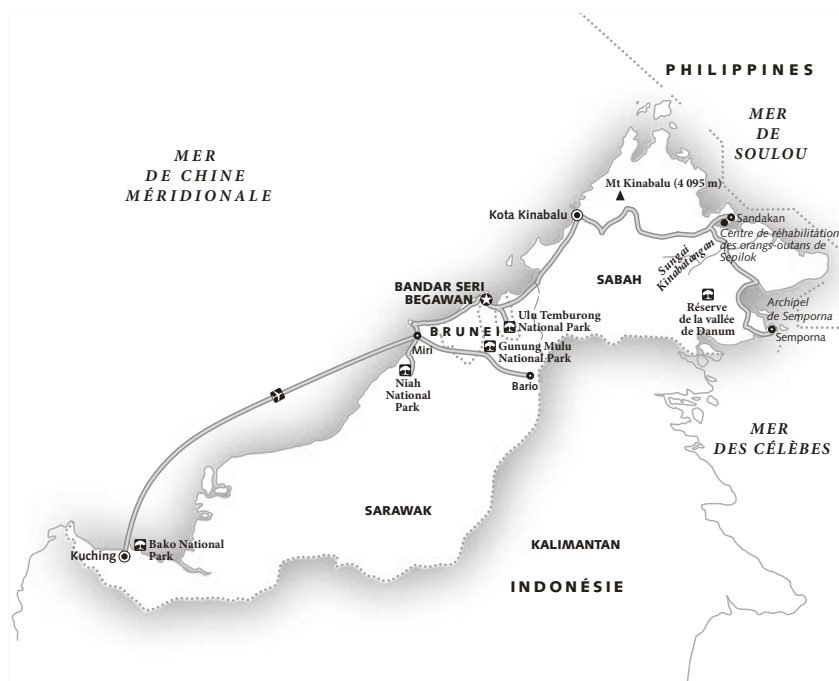 PHILIPPINES
MER
DE
SOULOU
MER
DE CHINE
MÉRIDIONALE
Mt Kinabalu (4 095 m)
Kota Kinabalu
Sandakan
Centre de réhabilitation
des orangs-outans de
Sepilok
Sungai
Kinabatangan
SABAH
BANDAR SERI
BEGAWAN
Archipel
de Semporna
Réserve
de la vallée
de Danum
Ulu Temburong
National Park
BRUNEI
Semporna
Gunung Mulu
National Park
Miri
Niah
National
Park
Bario
MER
DES CÉLÈBES
SARAWAK
Bako National
Park
Kuching
KALIMANTAN
INDONÉSIE